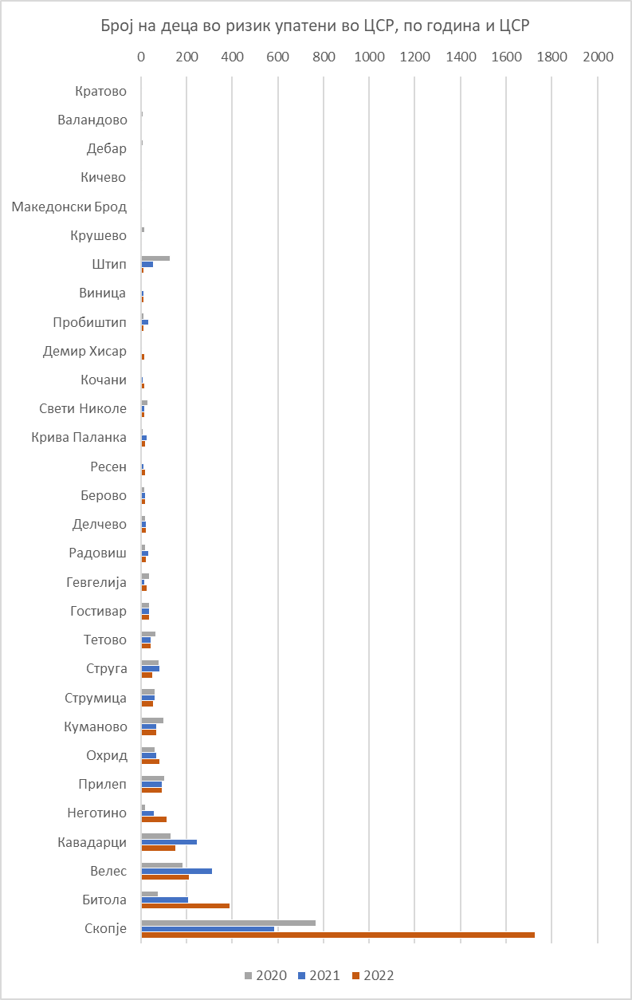 Број на деца во ризик упатени во ЦСР, по година и ЦСР
0 200 400 600 800 1000 1200 1400 1600 1800 2000
Кратово
Валандово
Дебар
Кичево
Македонски Брод
Крушево
Штип
Виница
Пробиштип
Демир Хисар
Кочани
Свети Николе
Крива Паланка
Ресен
Берово
Делчево
Радовиш
Гевгелија
Гостивар
Тетово
Струга
Струмица
Куманово
Охрид
Прилеп
Неготино
Кавадарци
Велес
Битола
Скопје
2020 2021 2022